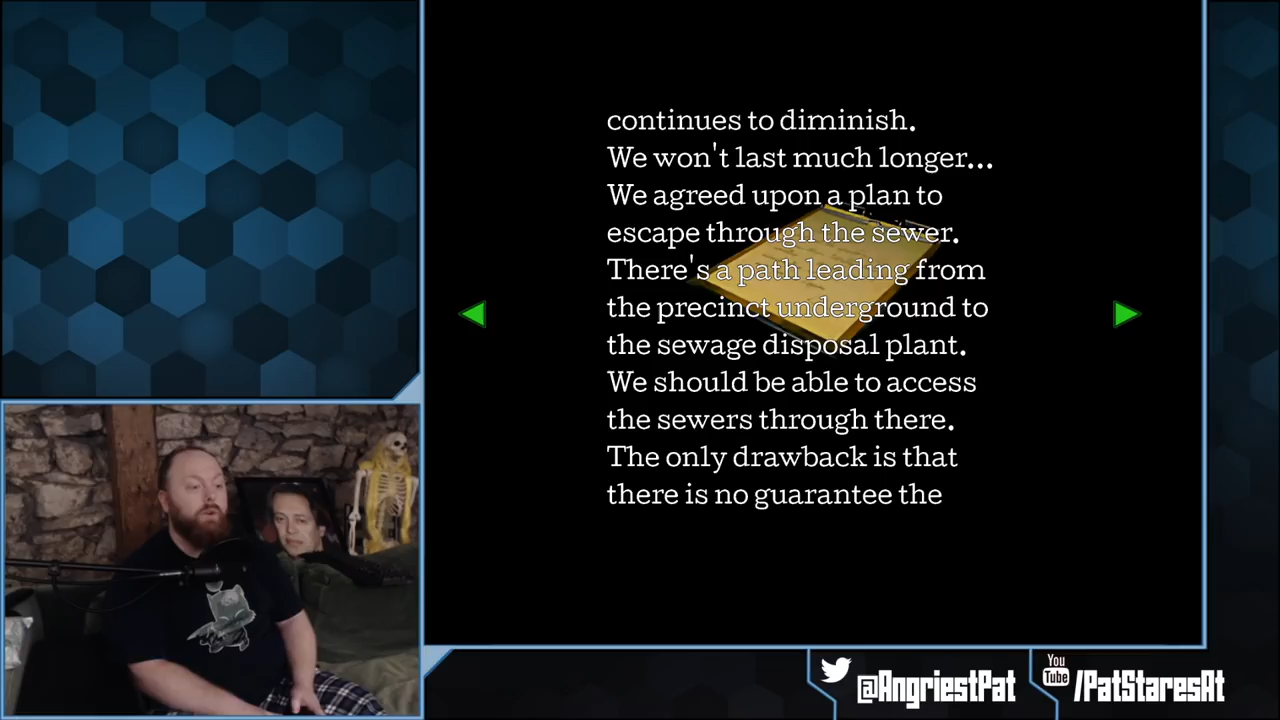 continues to diminish.
We won't last much longer...
We agreed upon a plan to
escape through the sewer.
There's a path leading from
the precinct underground to
the sewage disposal plant.
We should be able to access
the sewers through there.
The only drawback is that
there is no guarantee the
@AngriestPat
You Tube /PatStaresAt